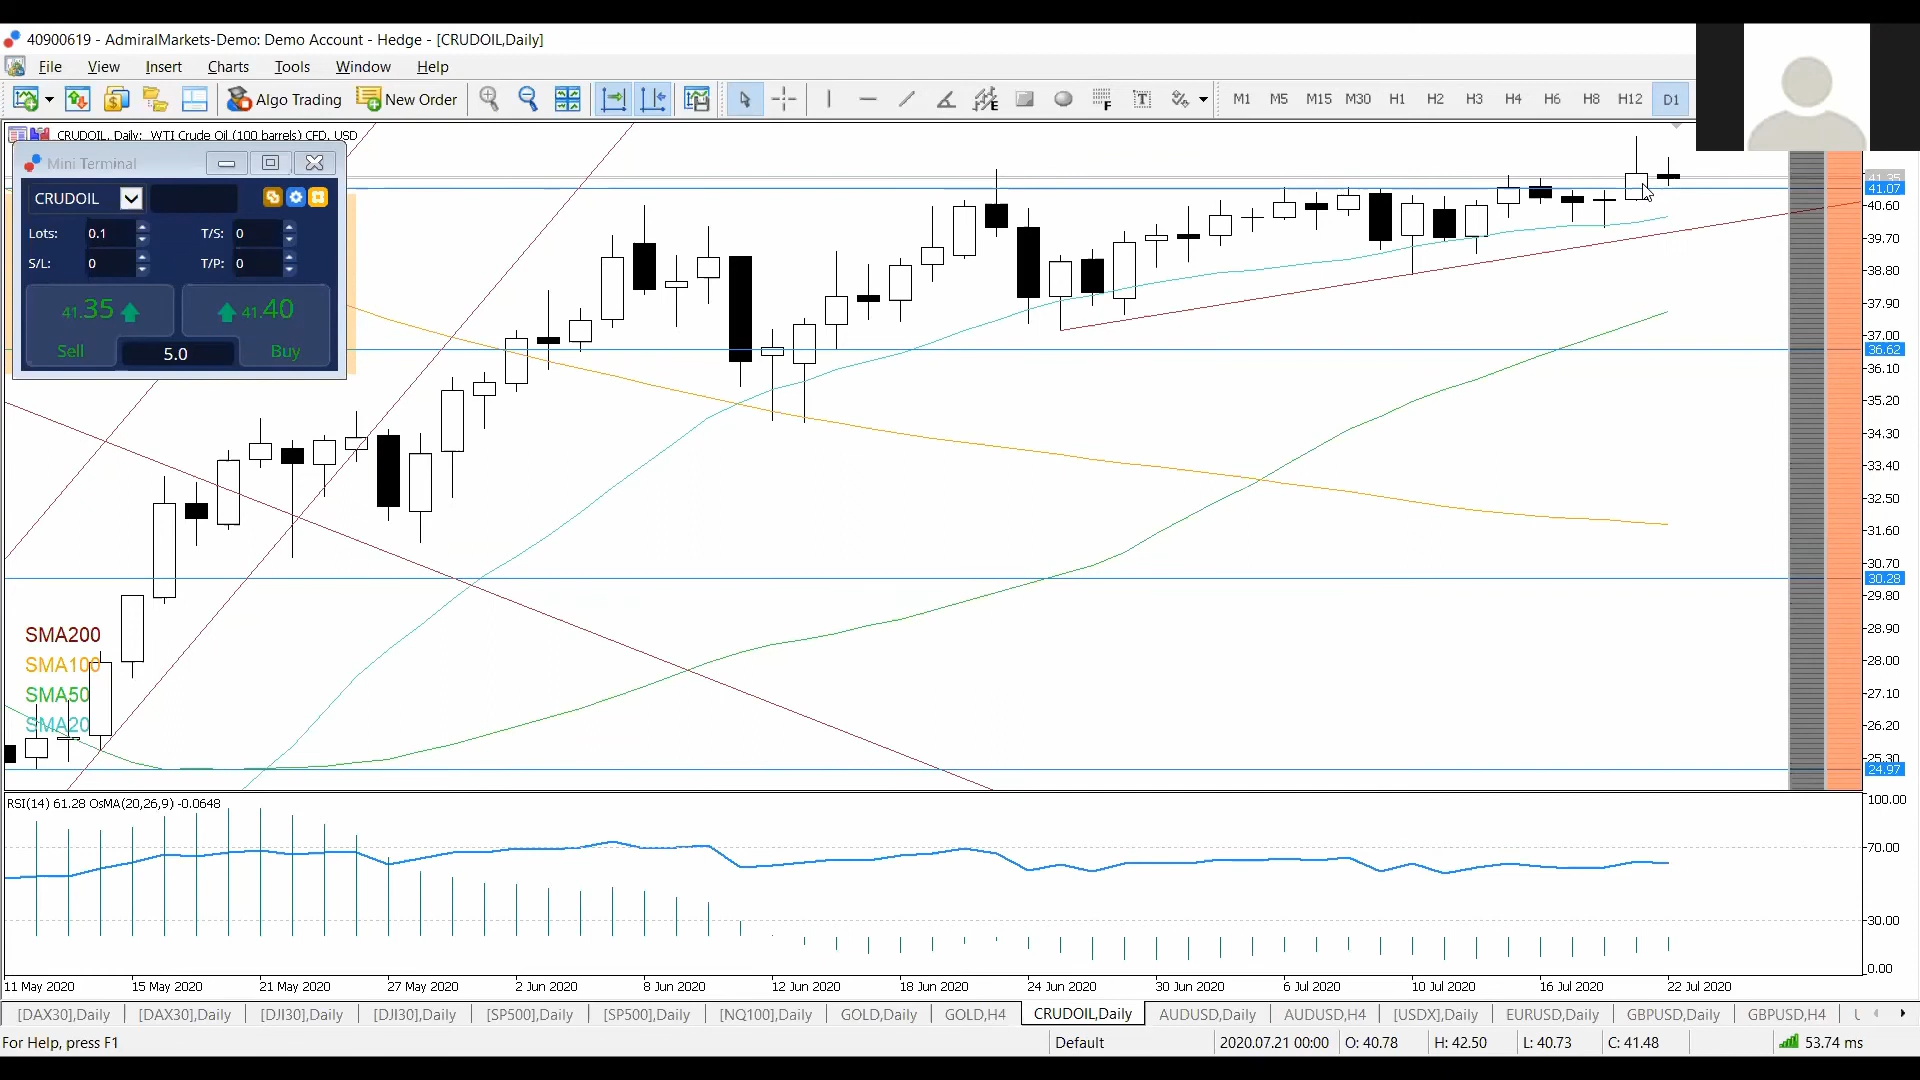 40900619 - AdmiralMarkets-Demo: Demo Account - Hedge - [CRUDOIL,Daily]
File View Insert Charts Tools Window Help
Algo Trading New Order M1 M5 M15 M30 H1 H2 H3 H4 H6 H8 H12 D1
CRUDOIL, Daily: WTI Crude Oil (100 barrels) CFD, USD
Mini Terminal
CRUDOIL
Lots: 0.1 T/S: 0
S/L: 0 T/P: 0
41.35 41.40
Sell 5.0 Buy
41.35
41.07
40.60
39.70
38.80
37.90
37.00
36.62
36.10
35.20
34.30
33.40
32.50
31.60
30.70
30.28
29.80
28.90
28.00
27.10
26.20
25.30
24.97
SMA200
SMA100
SMA50
SMA20
RSI(14) 61.28 OsMA(20,26,9) -0.0648
100.00
70.00
30.00
0.00
11 May 2020 15 May 2020 21 May 2020 27 May 2020 2 Jun 2020 8 Jun 2020 12 Jun 2020 18 Jun 2020 24 Jun 2020 30 Jun 2020 6 Jul 2020 10 Jul 2020 16 Jul 2020 22 Jul 2020
[DAX30],Daily [DAX30],Daily [DJI30],Daily [DJI30],Daily [SP500],Daily [SP500],Daily [NQ100],Daily GOLD,Daily GOLD,H4 CRUDOIL,Daily AUDUSD,Daily AUDUSD,H4 [USDX],Daily EURUSD,Daily GBPUSD,Daily GBPUSD,H4
For Help, press F1 Default 2020.07.21 00:00 O: 40.78 H: 42.50 L: 40.73 C: 41.48 53.74 ms